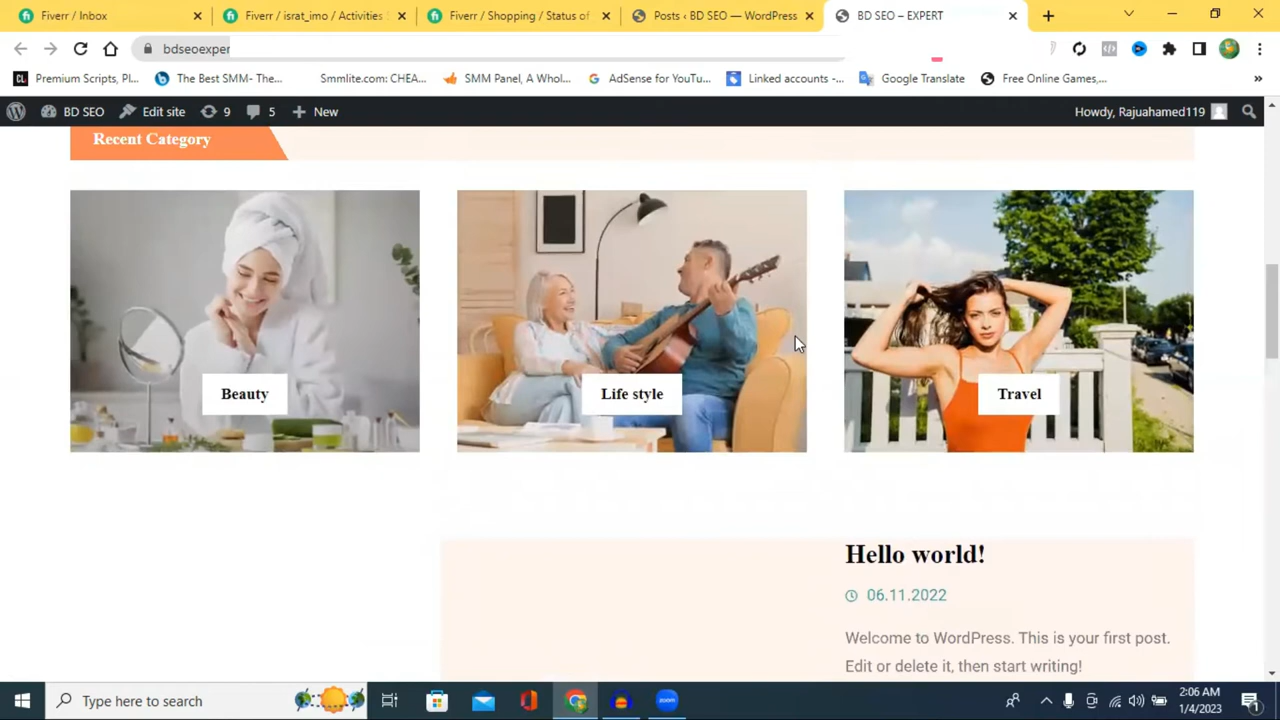 Fiverr / Inbox
Fiverr / israt_imo / Activities
Fiverr / Shopping / Status of
Posts ‹ BD SEO — WordPress
BD SEO – EXPERT
bdseoexper
Premium Scripts, Pl...
The Best SMM- The...
Smmlite.com: CHEA...
SMM Panel, A Whol...
AdSense for YouTu...
Linked accounts -...
Google Translate
Free Online Games,...
BD SEO
Edit site
9
5
New
Howdy, Rajuahamed119
Recent Category
Beauty
Life style
Travel
Hello world!
06.11.2022
Welcome to WordPress. This is your first post.
Edit or delete it, then start writing!
Type here to search
zoom
2:06 AM
1/4/2023
1